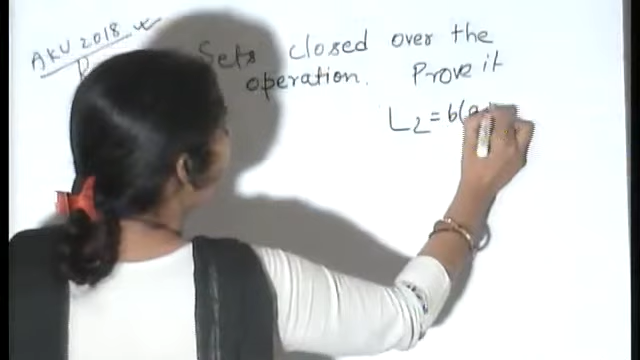 AKU 2018
Sets closed over the
operation. Prove it
L2 = b(a